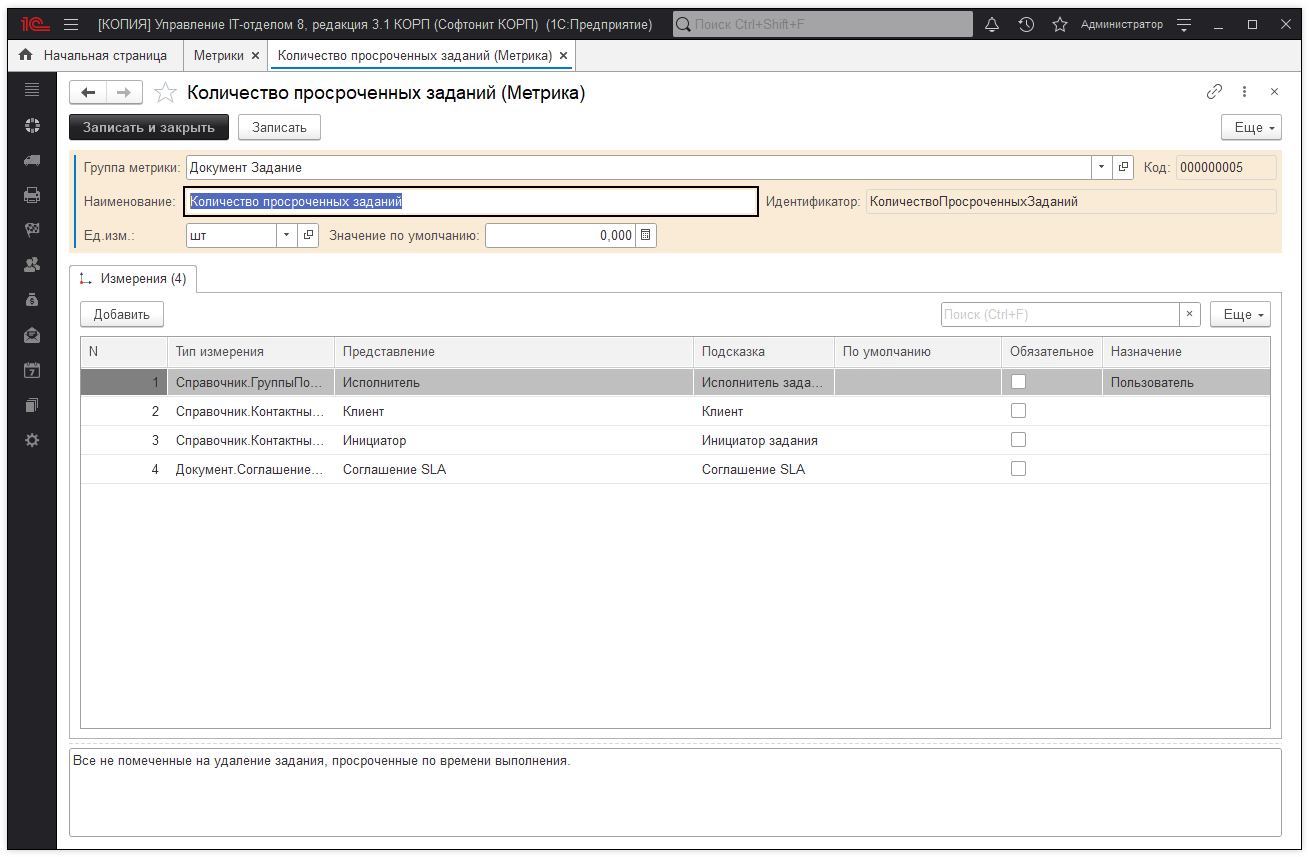 1С [КОПИЯ] Управление IT-отделом 8, редакция 3.1 КОРП (Софтонит КОРП) (1С:Предприятие) Поиск Ctrl+Shift+F Администратор
Начальная страница Метрики Количество просроченных заданий (Метрика)
Количество просроченных заданий (Метрика)
Записать и закрыть Записать Еще
Группа метрики: Документ Задание Код: 000000005
Наименование: Количество просроченных заданий Идентификатор: КоличествоПросроченныхЗаданий
Ед.изм.: шт Значение по умолчанию: 0,000
Измерения (4)
Добавить Поиск (Ctrl+F) Еще
N Тип измерения Представление Подсказка По умолчанию Обязательное Назначение
1 Справочник.ГруппыПо... Исполнитель Исполнитель зада... Пользователь
2 Справочник.Контактны... Клиент Клиент
3 Справочник.Контактны... Инициатор Инициатор задания
4 Документ.Соглашение... Соглашение SLA Соглашение SLA
Все не помеченные на удаление задания, просроченные по времени выполнения.